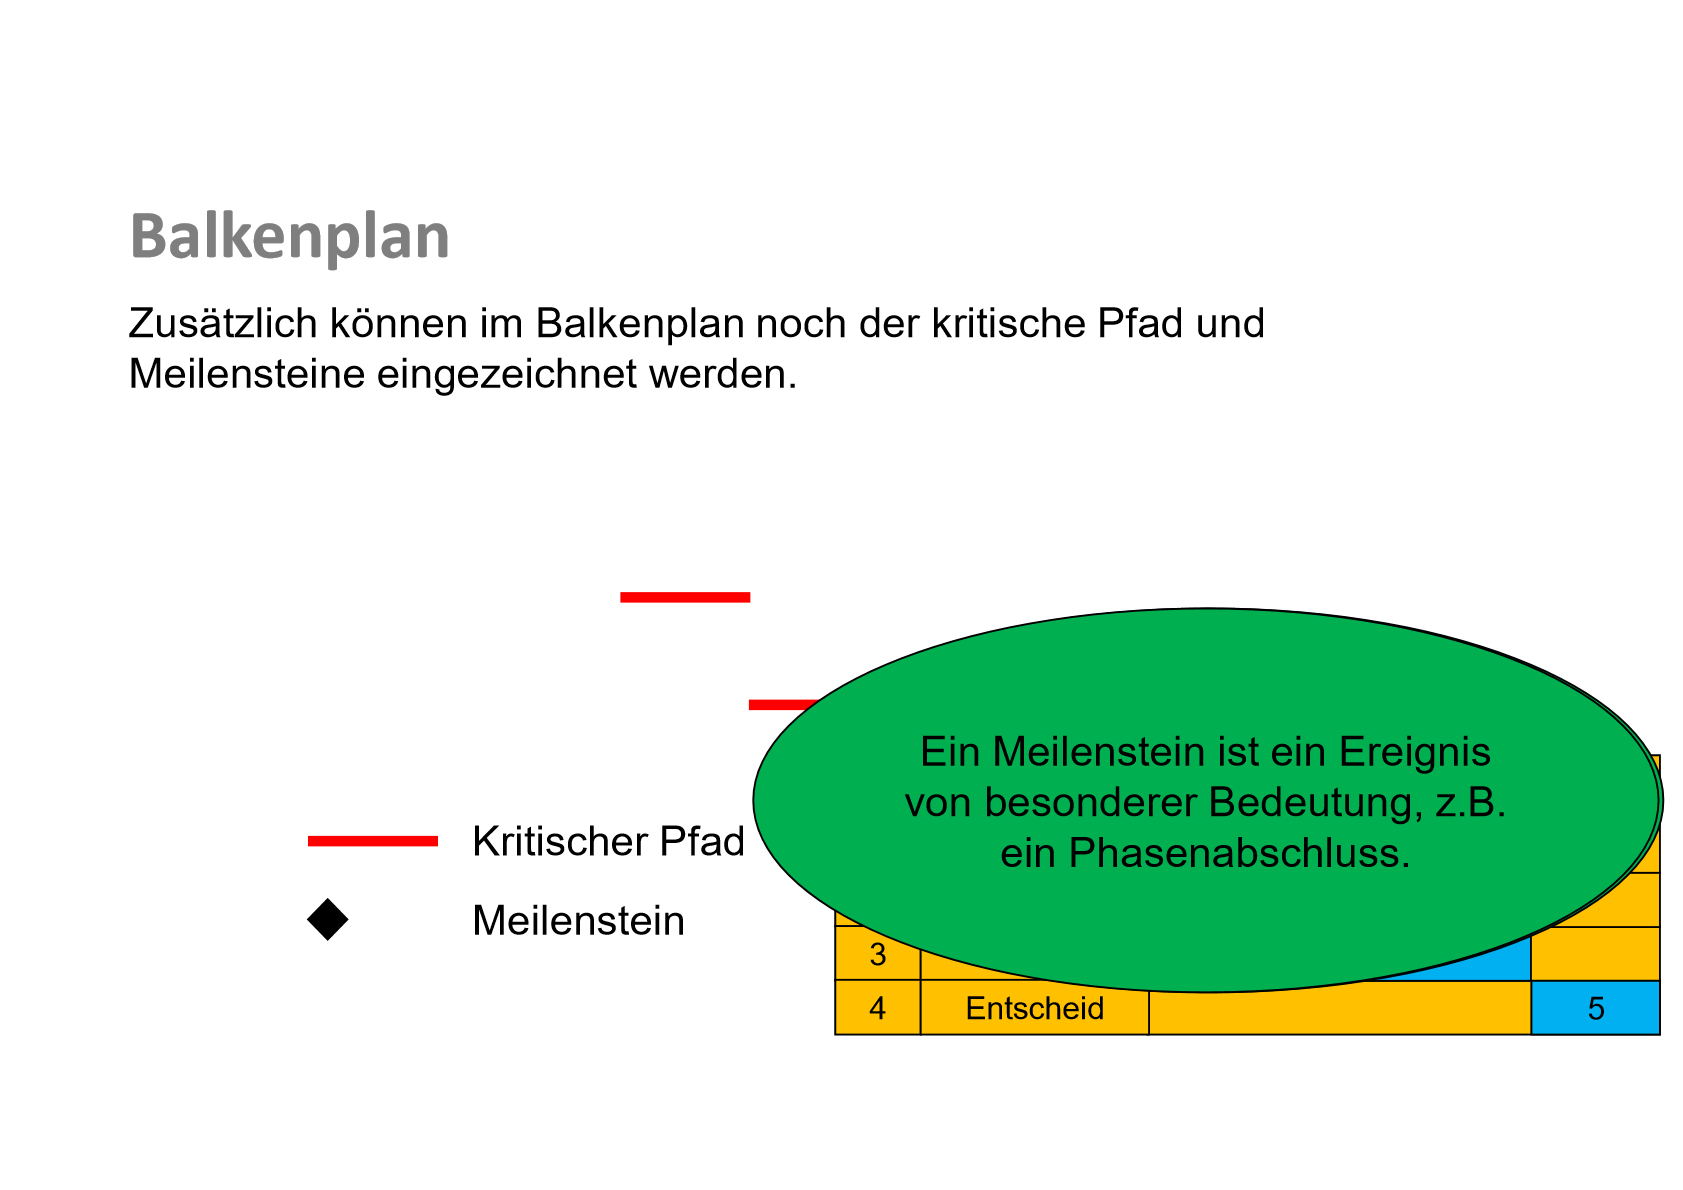 Balkenplan
Zusätzlich können im Balkenplan noch der kritische Pfad und
Meilensteine eingezeichnet werden.
Ein Meilenstein ist ein Ereignis
von besonderer Bedeutung, z.B.
ein Phasenabschluss.
Kritischer Pfad
Meilenstein
3
4 Entscheid 5